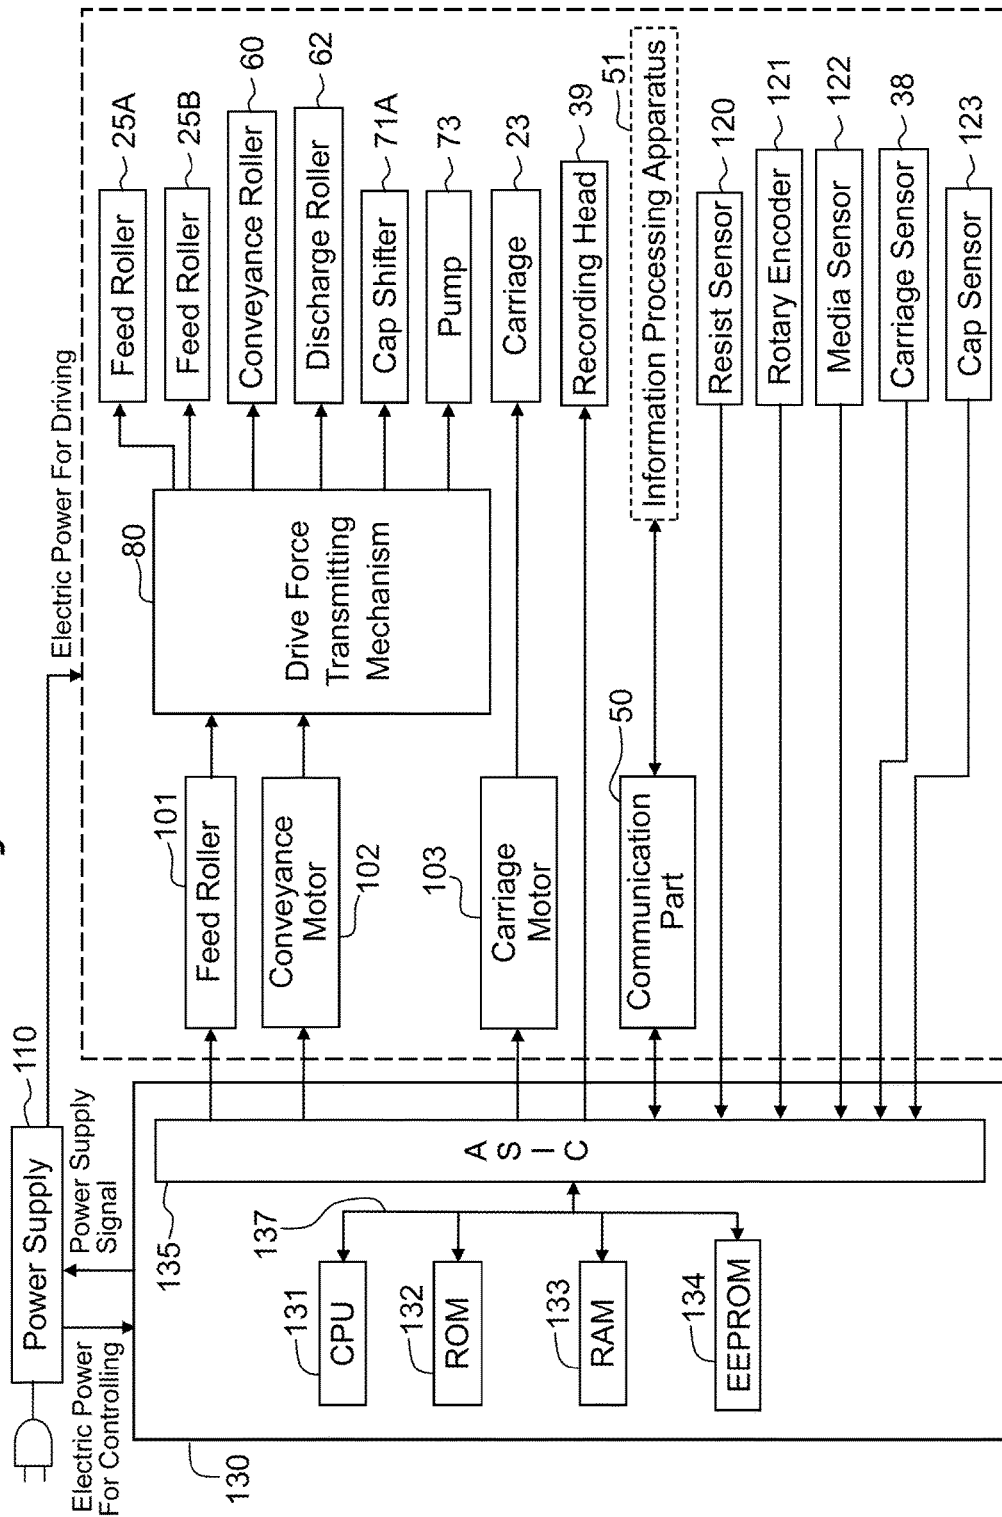 110
Power Supply
Electric Power
For Controlling
Power Supply
Signal
Electric Power For Driving
130
135
A
S
I
C
137
131
CPU
132
ROM
133
RAM
134
EEPROM
101
Feed Roller
Conveyance
Motor
102
103
Carriage
Motor
50
Communication
Part
80
Drive Force
Transmitting
Mechanism
Feed Roller
25A
Feed Roller
25B
Conveyance Roller
60
Discharge Roller
62
Cap Shifter
71A
Pump
73
Carriage
23
Recording Head
39
Information Processing Apparatus
51
Resist Sensor
120
Rotary Encoder
121
Media Sensor
122
Carriage Sensor
38
Cap Sensor
123